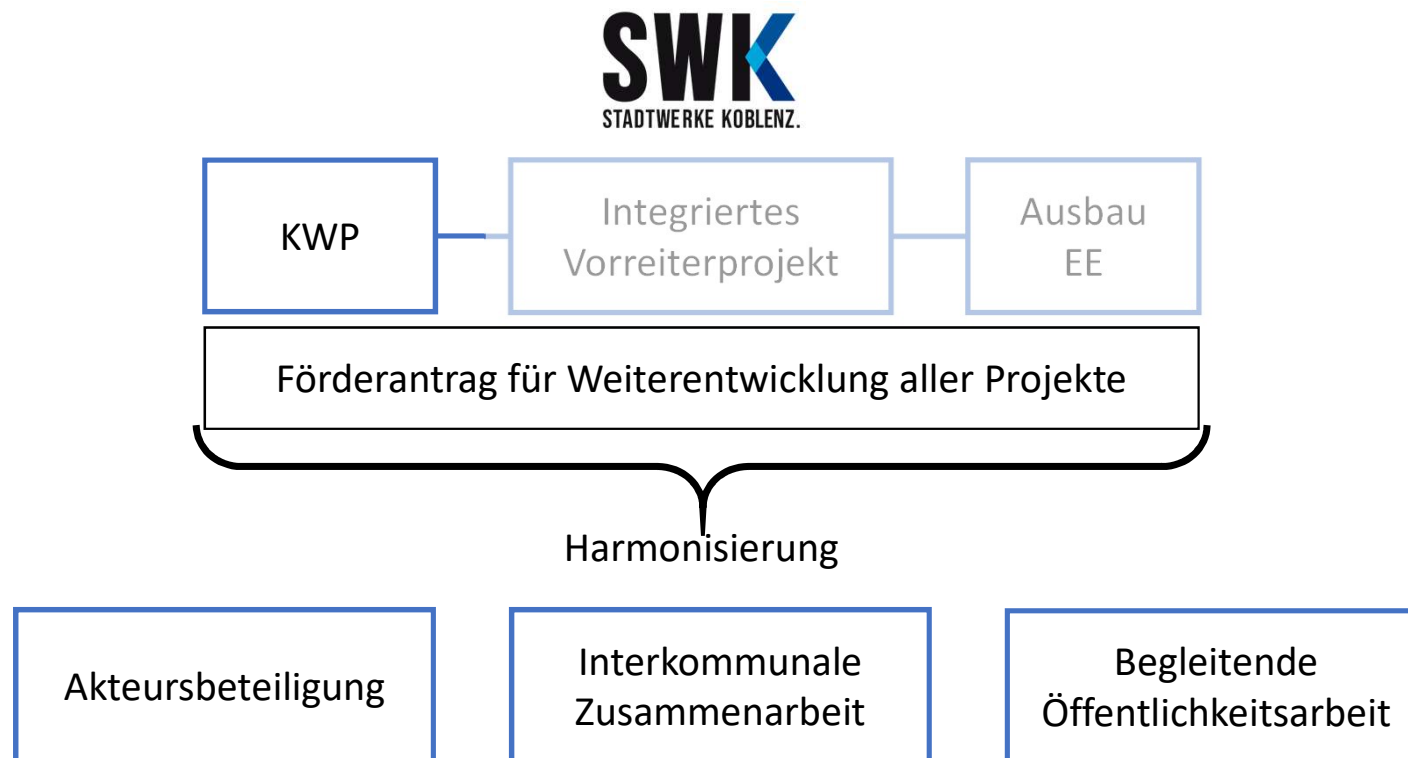 SWK
STADTWERKE KOBLENZ.
KWP
Integriertes
Vorreiterprojekt
Ausbau
EE
Förderantrag für Weiterentwicklung aller Projekte
Harmonisierung
Akteursbeteiligung
Interkommunale
Zusammenarbeit
Begleitende
Öffentlichkeitsarbeit